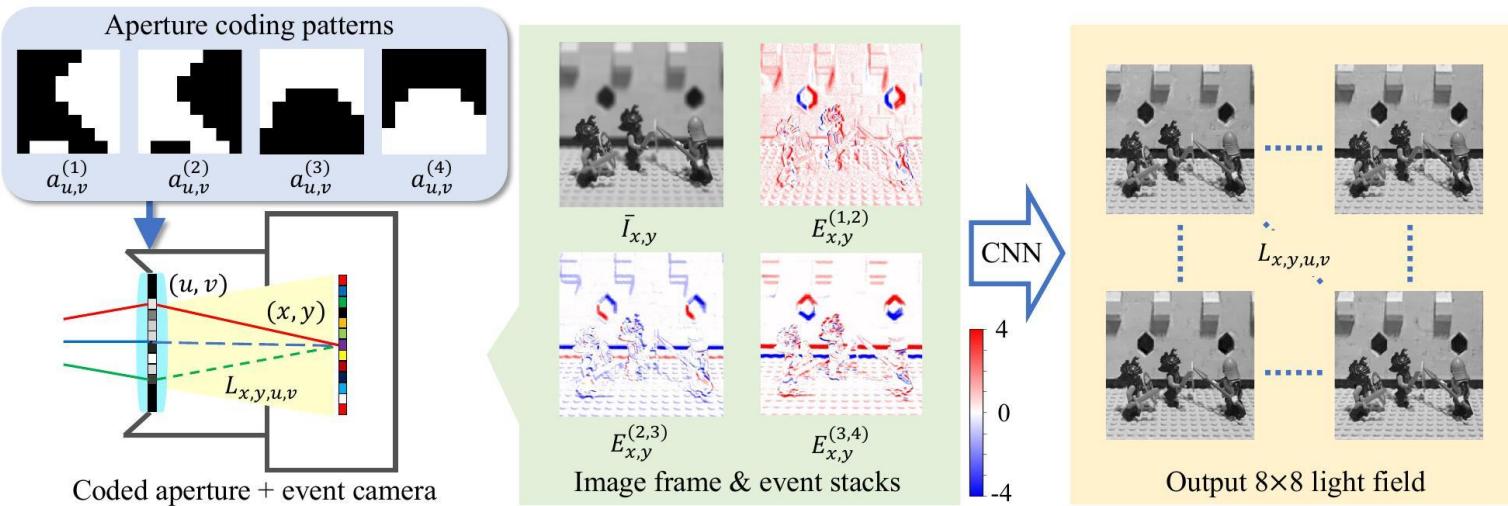 Aperture coding patterns
a_{u,v}^{(1)} a_{u,v}^{(2)} a_{u,v}^{(3)} a_{u,v}^{(4)}
(u, v)
(x, y)
L_{x,y,u,v}
Coded aperture + event camera
Ī_{x,y} E_{x,y}^{(1,2)}
E_{x,y}^{(2,3)} E_{x,y}^{(3,4)}
Image frame & event stacks
4
0
-4
CNN
L_{x,y,u,v}
Output 8×8 light field